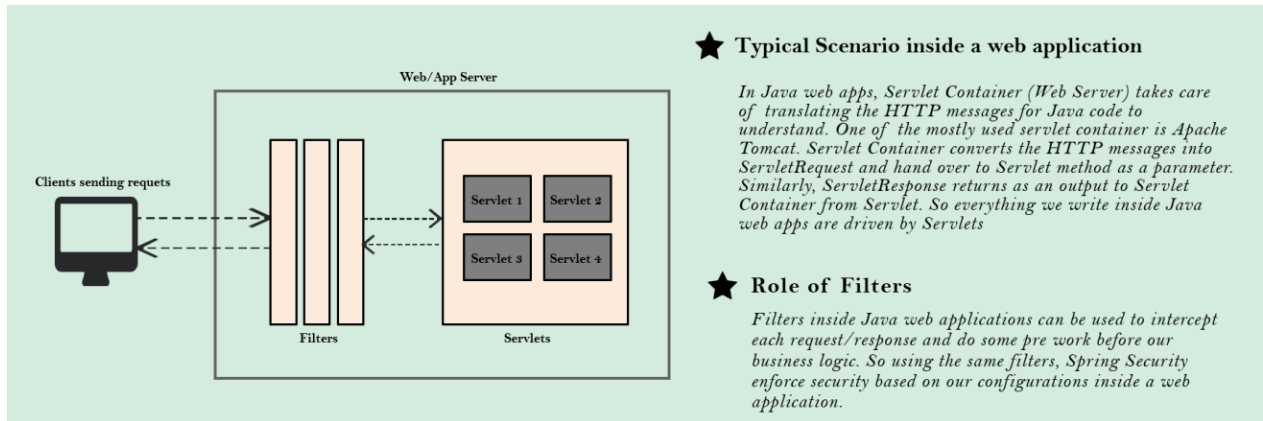 Web/App Server
Clients sending requets
Servlet 1
Servlet 2
Servlet 3
Servlet 4
Filters
Servlets
Typical Scenario inside a web application
In Java web apps, Servlet Container (Web Server) takes care
of translating the HTTP messages for Java code to
understand. One of the mostly used servlet container is Apache
Tomcat. Servlet Container converts the HTTP messages into
ServletRequest and hand over to Servlet method as a parameter.
Similarly, ServletResponse returns as an output to Servlet
Container from Servlet. So everything we write inside Java
web apps are driven by Servlets
Role of Filters
Filters inside Java web applications can be used to intercept
each request/response and do some pre work before our
business logic. So using the same filters, Spring Security
enforce security based on our configurations inside a web
application.